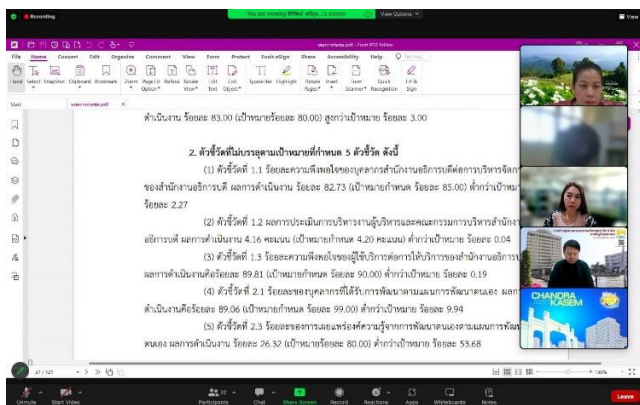 Recording
You are viewing
screen
View Options
View
File Home Convert Edit Organize Comment View Form Protect Foxit eSign Share Accessibility Help
Hand Select SnapShot Clipboard Bookmark Zoom Page Fit Option Reflow View Rotate View Edit Text Edit Object Typewriter Highlight Rotate Pages Insert Form Scanner Quick Recognition Fill & Sign
Start
ดำเนินงาน ร้อยละ 83.00 (เป้าหมายร้อยละ 80.00) สูงกว่าเป้าหมาย ร้อยละ 3.00
2. ตัวชี้วัดที่ไม่บรรลุตามเป้าหมายที่กำหนด 5 ตัวชี้วัด ดังนี้
(1) ตัวชี้วัดที่ 1.1 ร้อยละความพึงพอใจของบุคลากรสำนักงานอธิการบดีต่อการบริหารจัดก
ของสำนักงานอธิการบดี ผลการดำเนินงาน ร้อยละ 82.73 (เป้าหมายกำหนด ร้อยละ 85.00) ต่ำกว่าเป้าหม
ร้อยละ 2.27
(2) ตัวชี้วัดที่ 1.2 ผลการประเมินการบริหารงานผู้บริหารและคณะกรรมการบริหารสำนักง
อธิการบดี ผลการดำเนินงาน 4.16 คะแนน (เป้าหมายกำหนด 4.20 คะแนน) ต่ำกว่าเป้าหมาย ร้อยละ 0.04
(3) ตัวชี้วัดที่ 1.3 ร้อยละความพึงพอใจของผู้ใช้บริการต่อการให้บริการของสำนักงานอธิการบ
ผลการดำเนินงานคือร้อยละ 89.81 (เป้าหมายกำหนด ร้อยละ 90.00) ต่ำกว่าเป้าหมาย ร้อยละ 0.19
(4) ตัวชี้วัดที่ 2.1 ร้อยละของบุคลากรที่ได้รับการพัฒนาตามแผนการพัฒนาตนเอง ผลก
ดำเนินงานคือร้อยละ 89.06 (เป้าหมายกำหนด ร้อยละ 99.00) ต่ำกว่าเป้าหมาย ร้อยละ 9.94
(5) ตัวชี้วัดที่ 2.3 ร้อยละของการเผยแพร่องค์ความรู้จากการพัฒนาตนเองตามแผนการพัฒ
ตนเอง ผลการดำเนินงาน ร้อยละ 26.32 (เป้าหมายร้อยละ 80.00) ต่ำกว่าเป้าหมาย ร้อยละ 53.68
CHANDRA
KASEM
27 / 121
Unmute Start Video Participants Chat Share Screen Record Reactions Apps Whiteboards Notes Leave